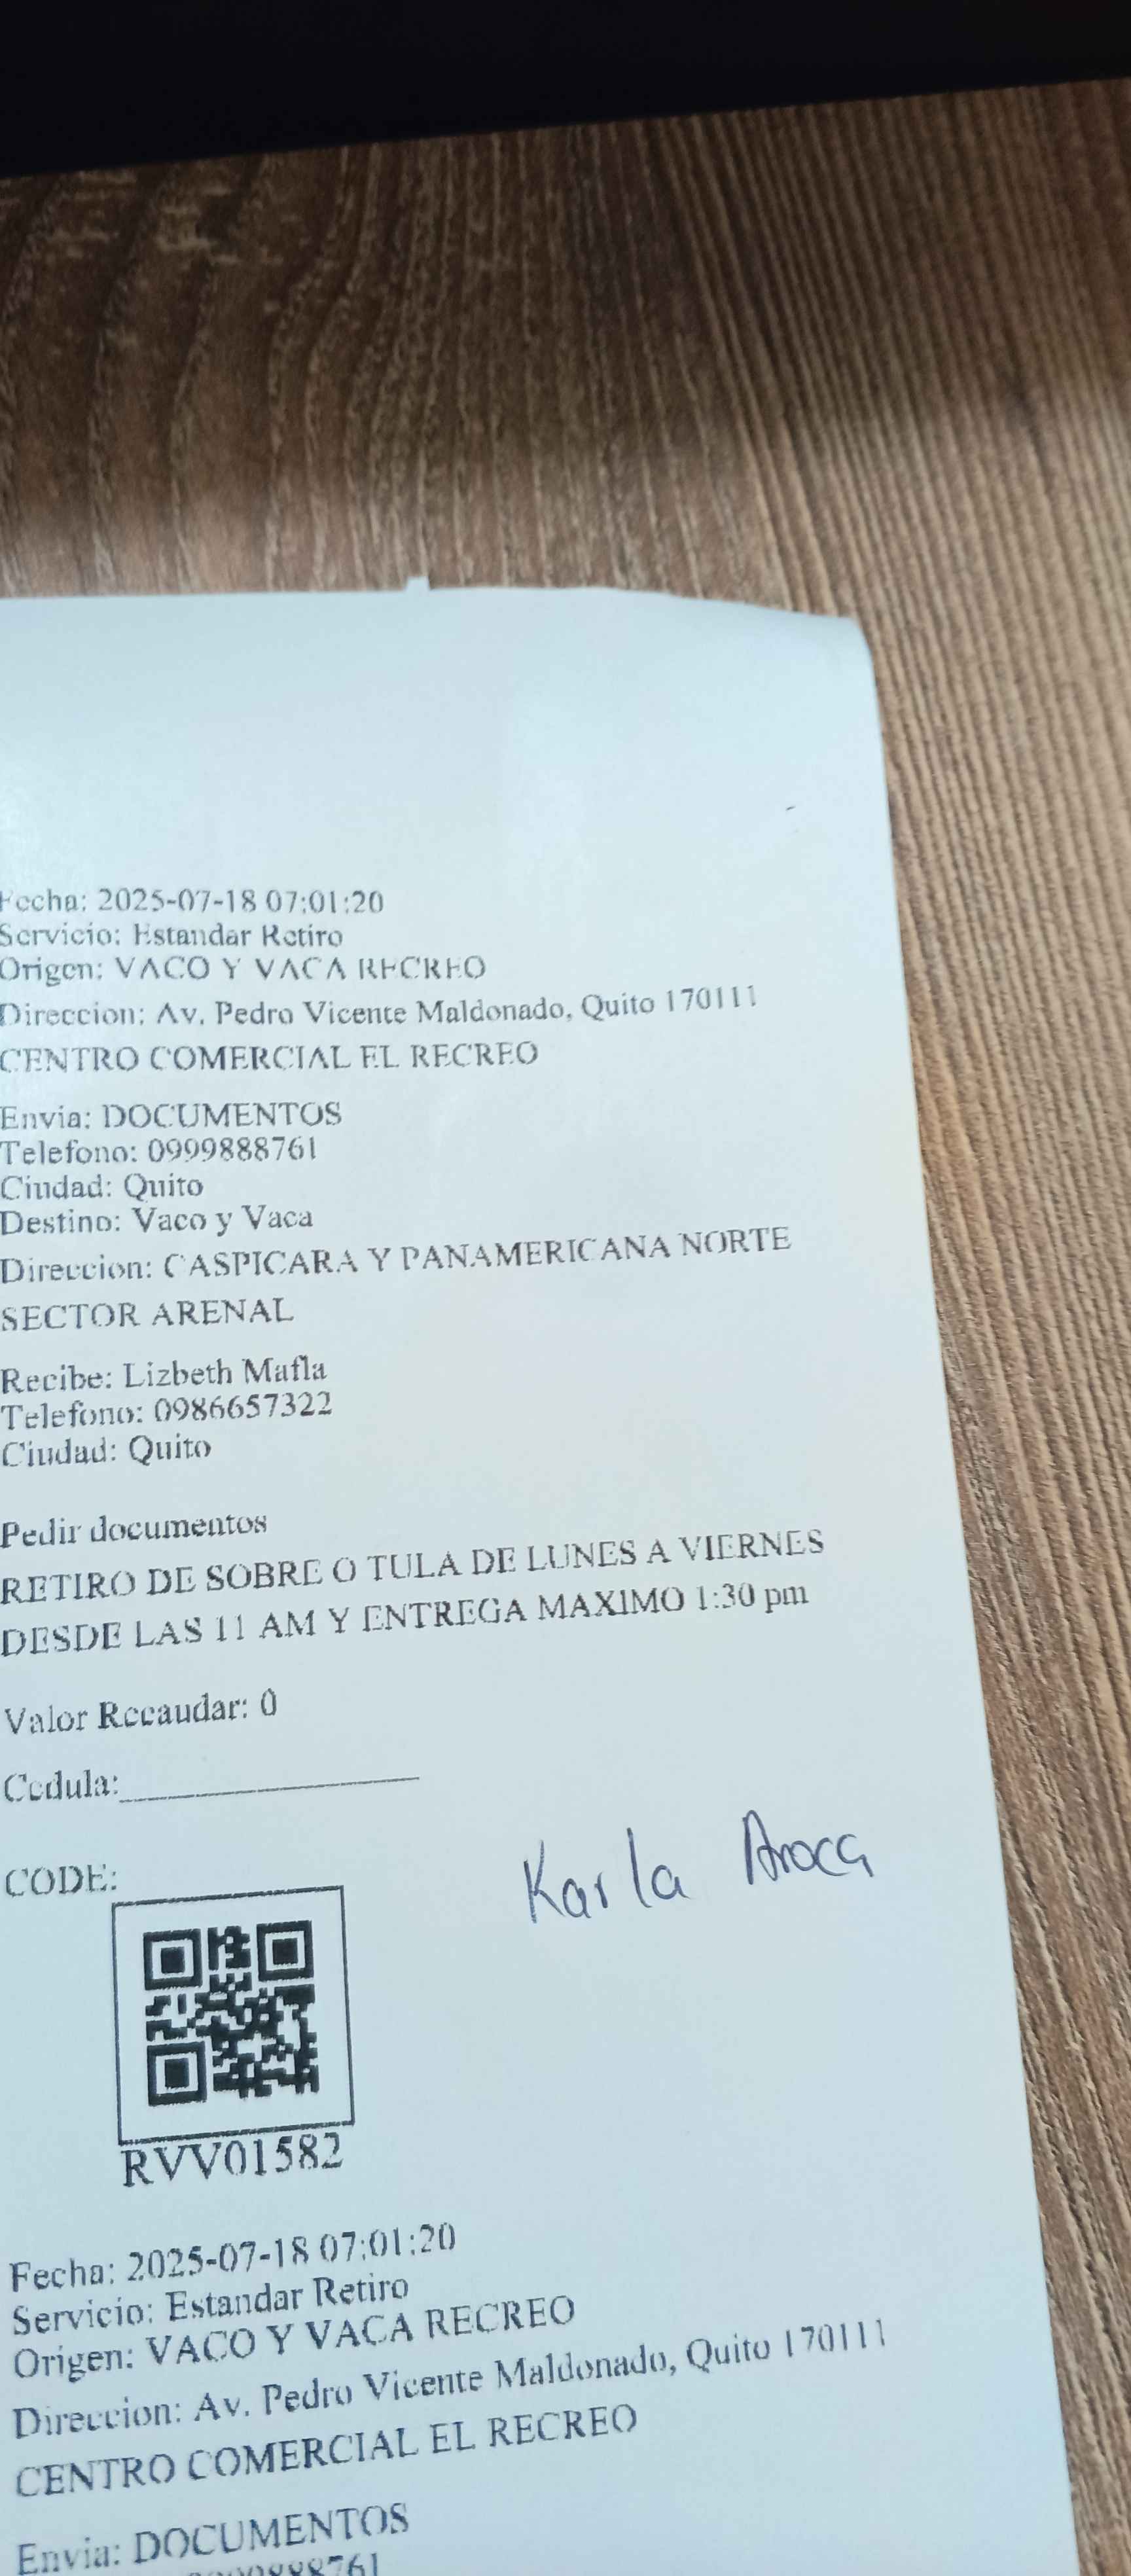 Fecha: 2025-07-18 07:01:20
Servicio: Estandar Retiro
Origen: VACO Y VACA RECREO
Direccion: Av. Pedro Vicente Maldonado, Quito 170111
CENTRO COMERCIAL EL RECREO
Envia: DOCUMENTOS
Telefono: 0999888761
Ciudad: Quito
Destino: Vaco y Vaca
Direccion: CASPICARA Y PANAMERICANA NORTE
SECTOR ARENAL
Recibe: Lizbeth Mafla
Telefono: 0986657322
Ciudad: Quito
Pedir documentos
RETIRO DE SOBRE O TULA DE LUNES A VIERNES
DESDE LAS 11 AM Y ENTREGA MAXIMO 1:30 pm
Valor Recaudar: 0
Cedula:
Karla Aroca
CODE:
RVV01582
Fecha: 2025-07-18 07:01:20
Servicio: Estandar Retiro
Origen: VACO Y VACA RECREO
Direccion: Av. Pedro Vicente Maldonado, Quito 170111
CENTRO COMERCIAL EL RECREO
Envia: DOCUMENTOS